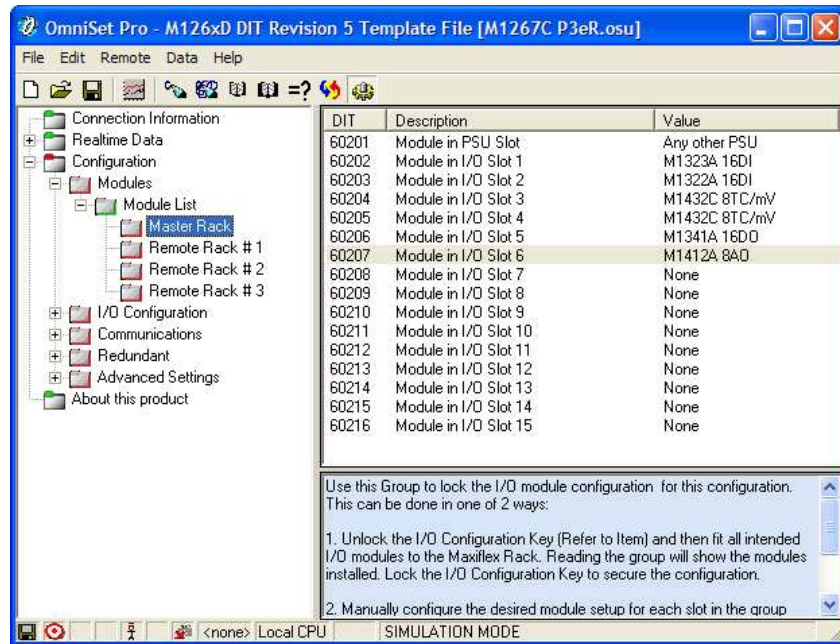 OmniSet Pro - M126xD DIT Revision 5 Template File [M1267C P3eR.osu]
File Edit Remote Data Help
=?
Connection Information
Realtime Data
Configuration
Modules
Module List
Master Rack
Remote Rack # 1
Remote Rack # 2
Remote Rack # 3
I/O Configuration
Communications
Redundant
Advanced Settings
About this product
DIT Description Value
60201 Module in PSU Slot Any other PSU
60202 Module in I/O Slot 1 M1323A 16DI
60203 Module in I/O Slot 2 M1322A 16DI
60204 Module in I/O Slot 3 M1432C 8TC/mV
60205 Module in I/O Slot 4 M1432C 8TC/mV
60206 Module in I/O Slot 5 M1341A 16DO
60207 Module in I/O Slot 6 M1412A 8AO
60208 Module in I/O Slot 7 None
60209 Module in I/O Slot 8 None
60210 Module in I/O Slot 9 None
60211 Module in I/O Slot 10 None
60212 Module in I/O Slot 11 None
60213 Module in I/O Slot 12 None
60214 Module in I/O Slot 13 None
60215 Module in I/O Slot 14 None
60216 Module in I/O Slot 15 None
Use this Group to lock the I/O module configuration for this configuration.
This can be done in one of 2 ways:
1. Unlock the I/O Configuration Key (Refer to Item) and then fit all intended
I/O modules to the Maxiflex Rack. Reading the group will show the modules
installed. Lock the I/O Configuration Key to secure the configuration.
2. Manually configure the desired module setup for each slot in the group
<none> Local CPU SIMULATION MODE